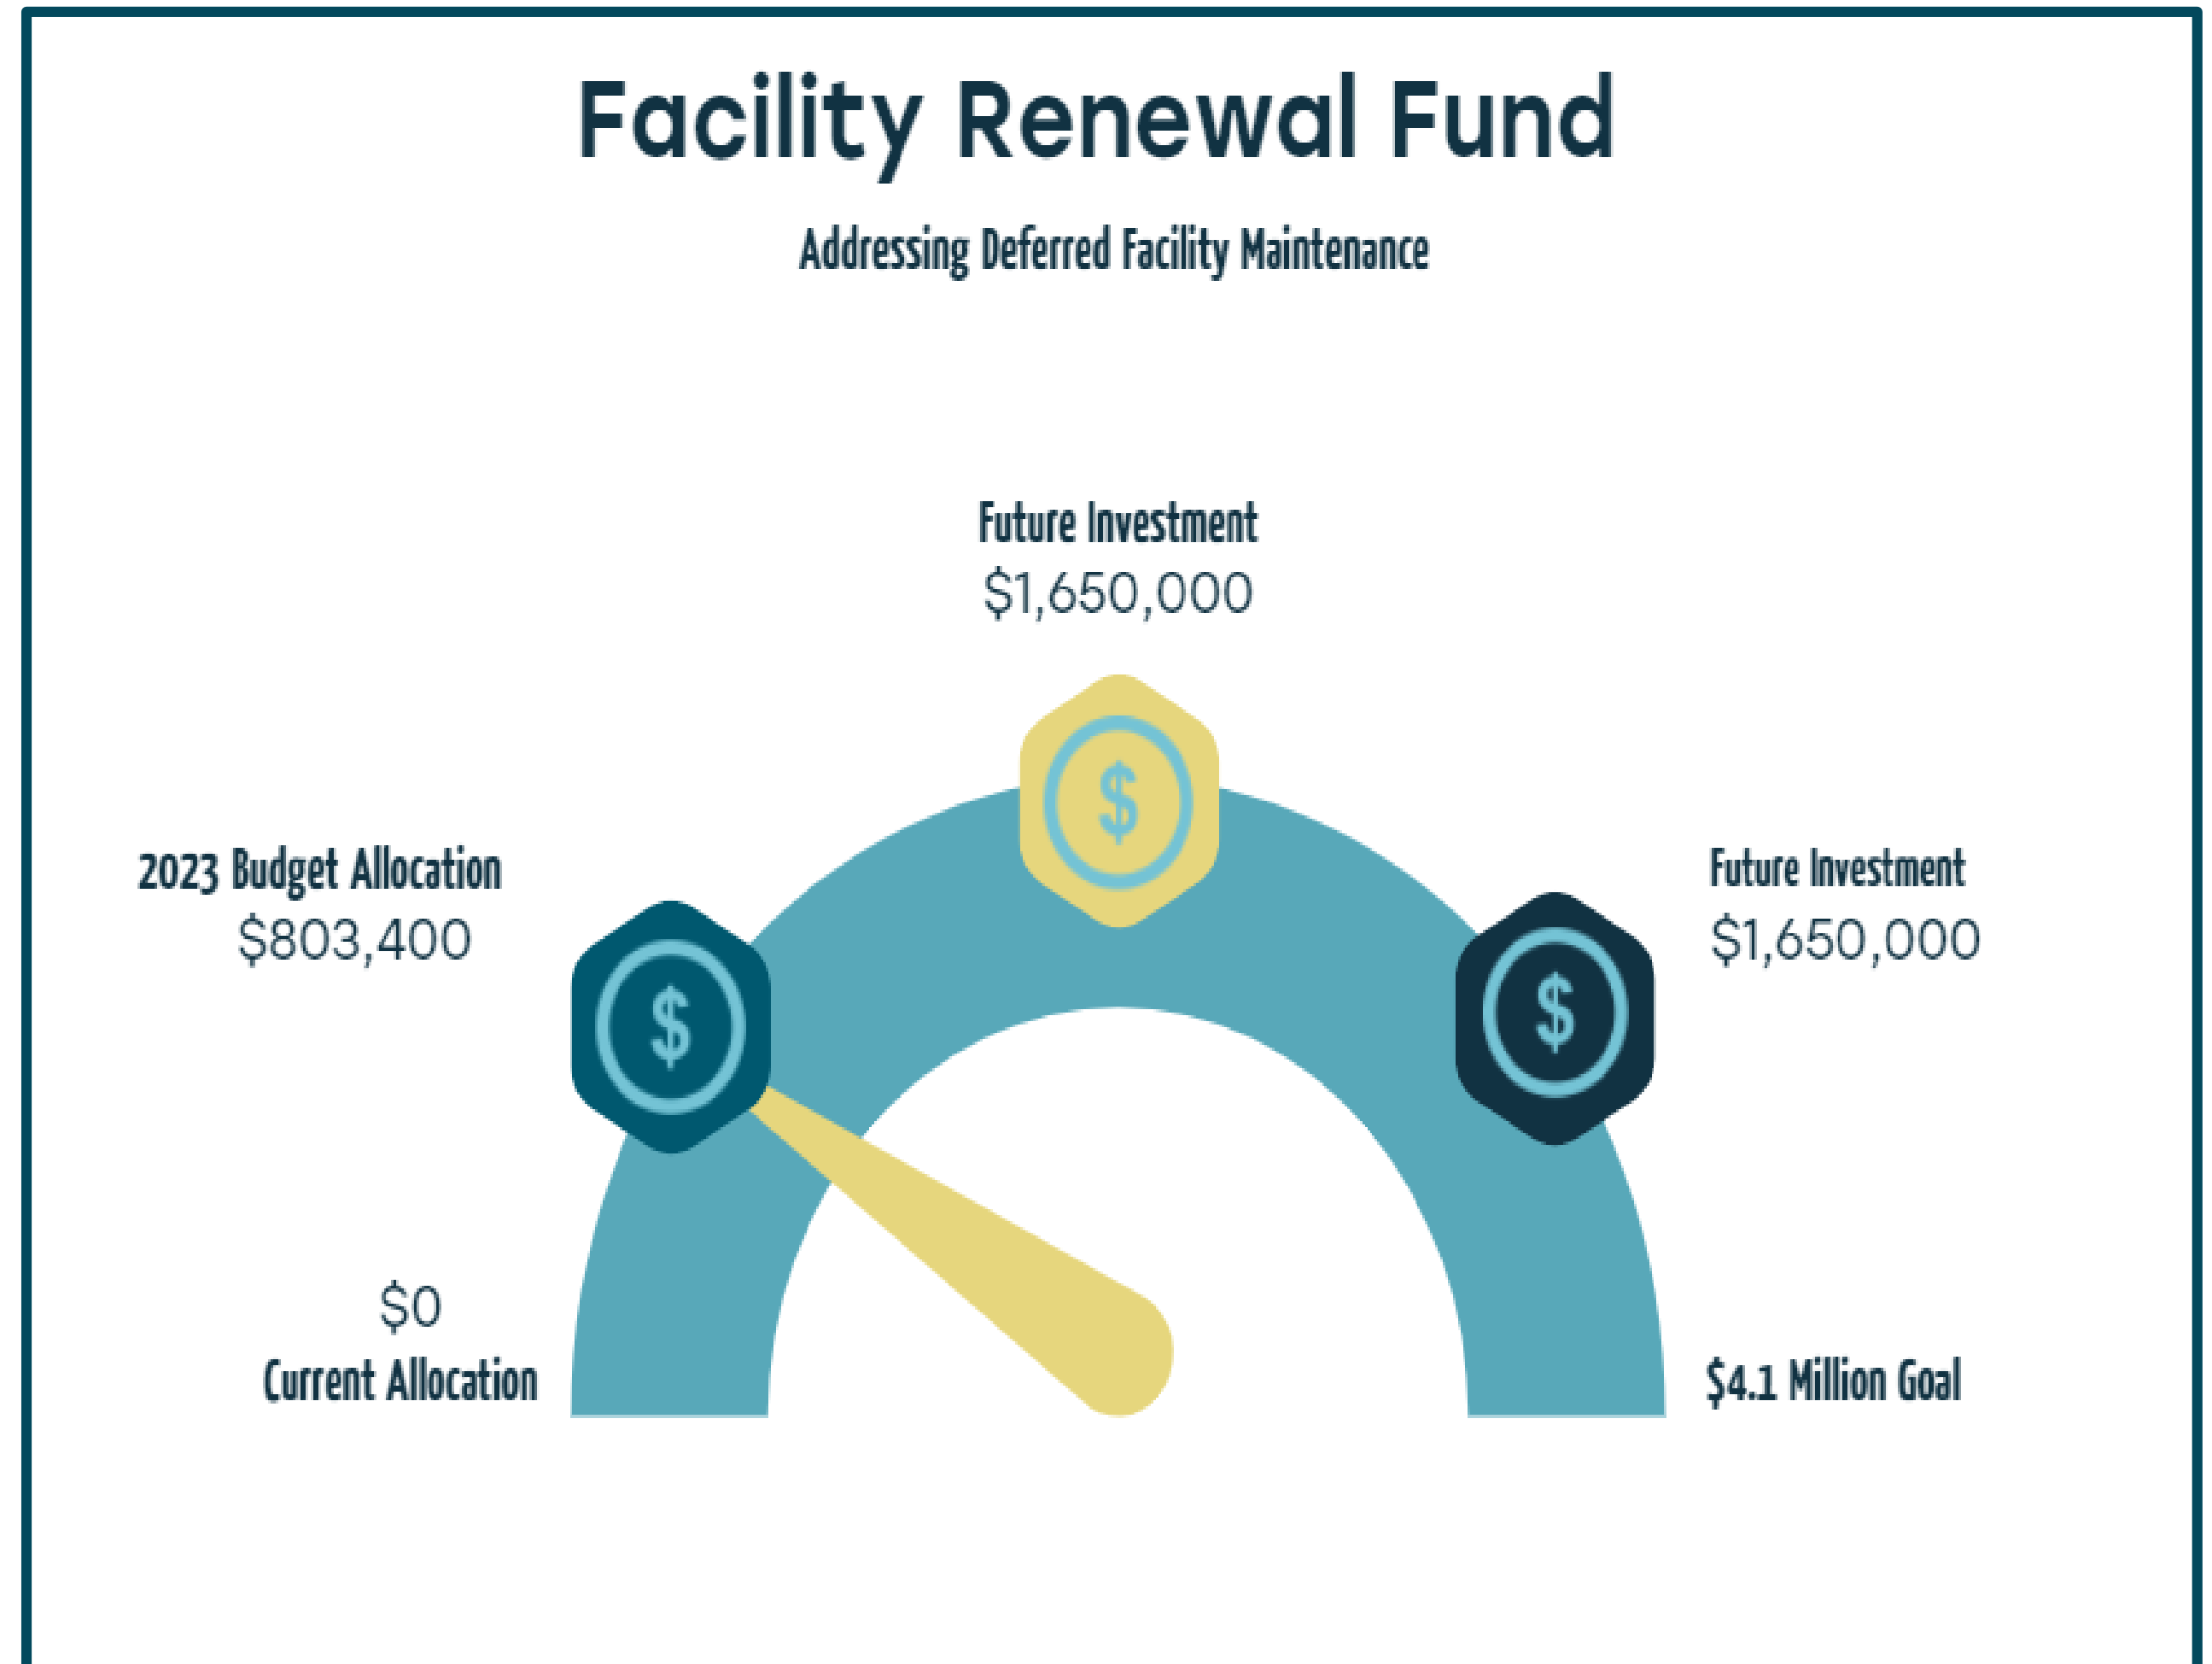 Facility Renewal Fund
Addressing Deferred Facility Maintenance
Future Investment
$1,650,000
$
2023 Budget Allocation
$803,400
$
Future Investment
$1,650,000
$
$0
Current Allocation
$4.1 Million Goal